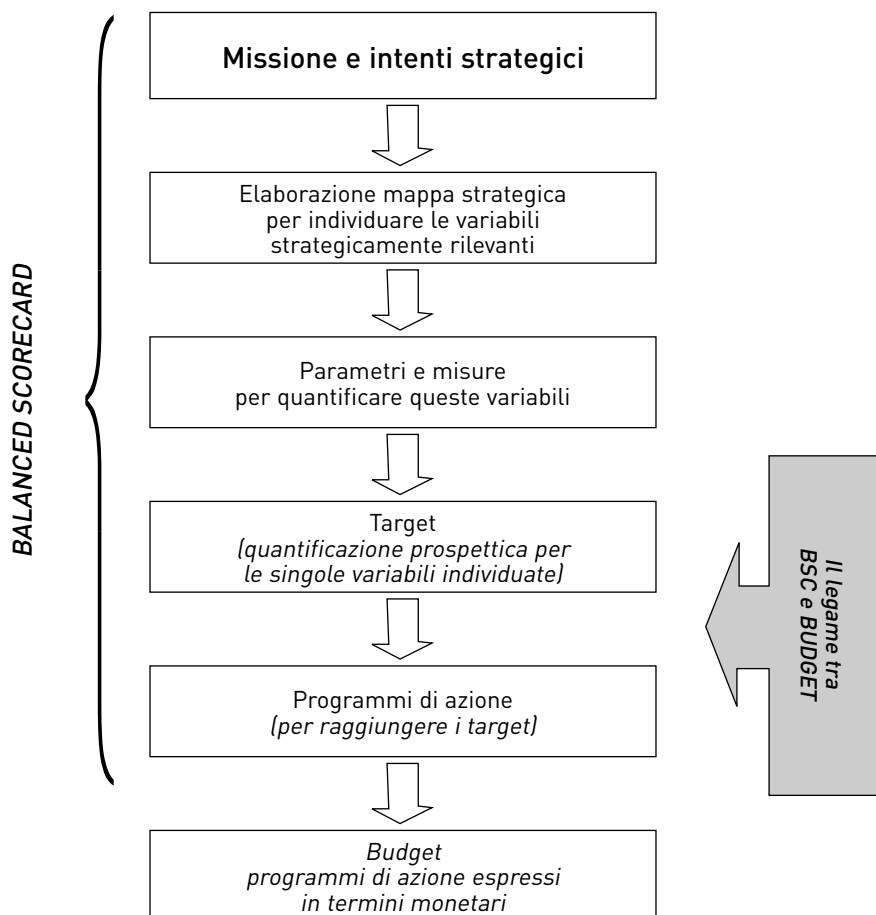 Missione e intenti strategici
Elaborazione mappa strategica
per individuare le variabili
strategicamente rilevanti
Parametri e misure
per quantificare queste variabili
Target
(quantificazione prospettica per
le singole variabili individuate)
Programmi di azione
(per raggiungere i target)
Budget
programmi di azione espressi
in termini monetari
BALANCED SCORECARD
Il legame tra
BSC e BUDGET